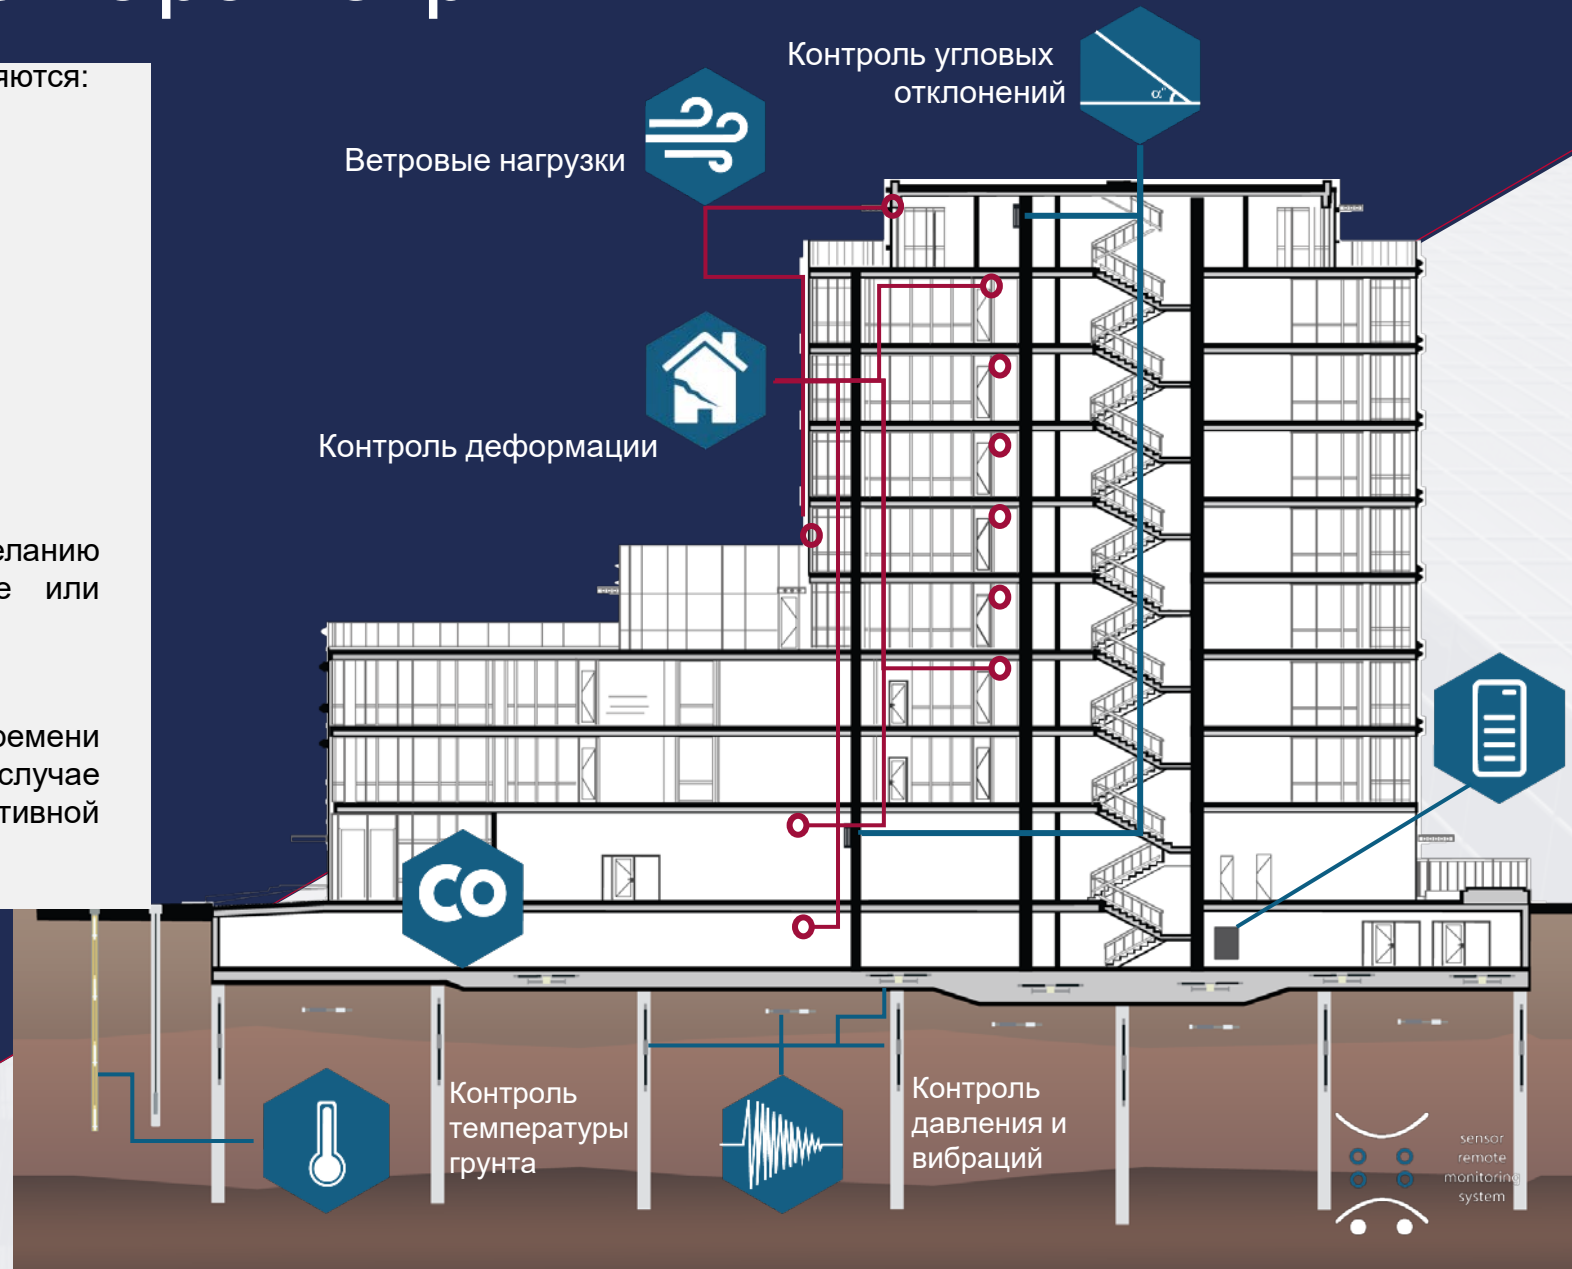 яются:
еланию
е или
ремени
случае
тивной
Контроль угловых
отклонений
α°
Ветровые нагрузки
Контроль деформации
CO
Контроль
температуры
грунта
Контроль
давления и
вибраций
sensor
remote
monitoring
system